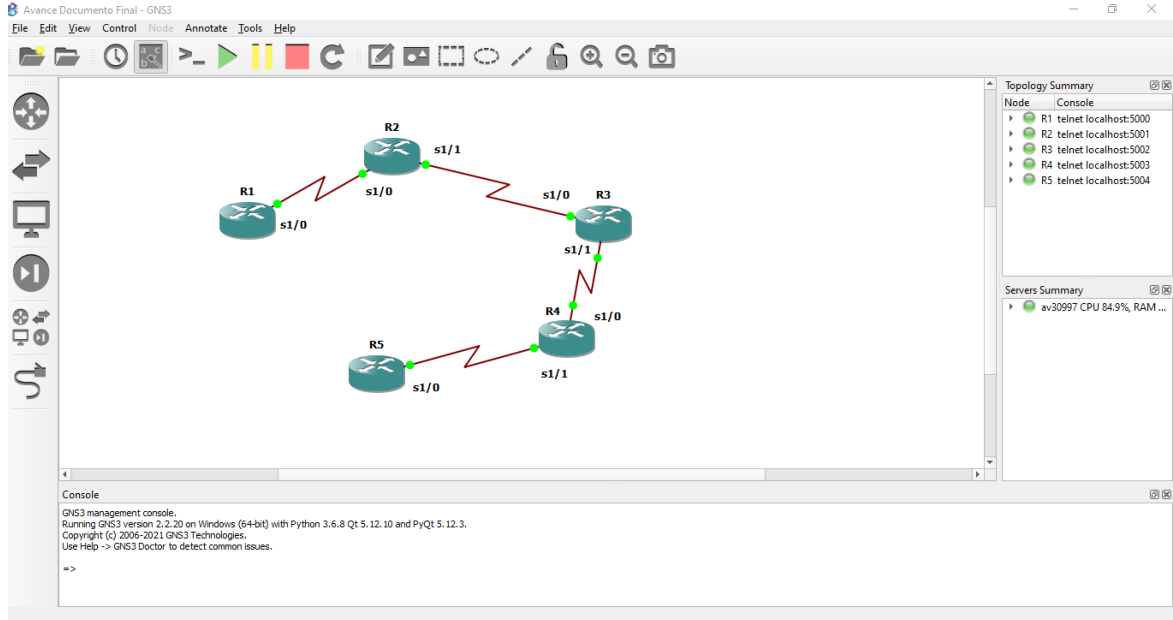 Avance Documento Final - GNS3
File Edit View Control Node Annotate Tools Help
R2
s1/1
s1/0
R1
s1/0
s1/0
R3
s1/1
R4
s1/0
s1/1
R5
s1/0
Topology Summary
Node Console
R1 telnet localhost:5000
R2 telnet localhost:5001
R3 telnet localhost:5002
R4 telnet localhost:5003
R5 telnet localhost:5004
Servers Summary
av30997 CPU 84.9%, RAM ...
Console
GNS3 management console.
Running GNS3 version 2.2.20 on Windows (64-bit) with Python 3.6.8 Qt 5.12.10 and PyQt 5.12.3.
Copyright (c) 2006-2021 GNS3 Technologies.
Use Help -> GNS3 Doctor to detect common issues.
=>